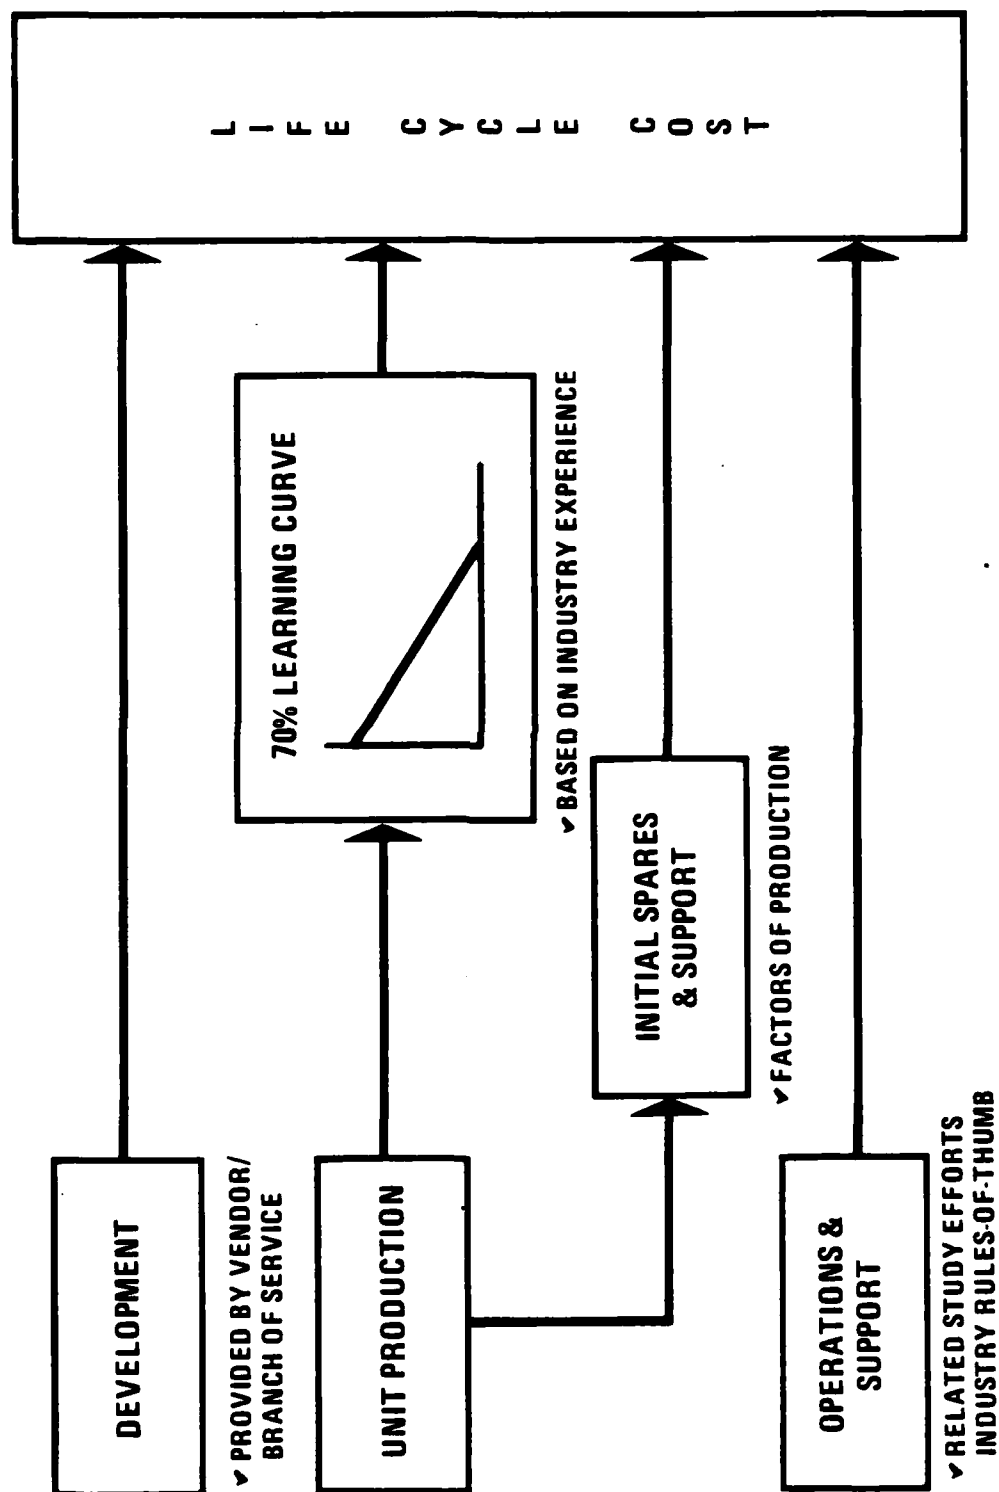 DEVELOPMENT
✓ PROVIDED BY VENDOR/
BRANCH OF SERVICE
UNIT PRODUCTION
70% LEARNING CURVE
✓ BASED ON INDUSTRY EXPERIENCE
INITIAL SPARES
& SUPPORT
✓ FACTORS OF PRODUCTION
OPERATIONS &
SUPPORT
✓ RELATED STUDY EFFORTS
INDUSTRY RULES-OF-THUMB
LIFE CYCLE COST